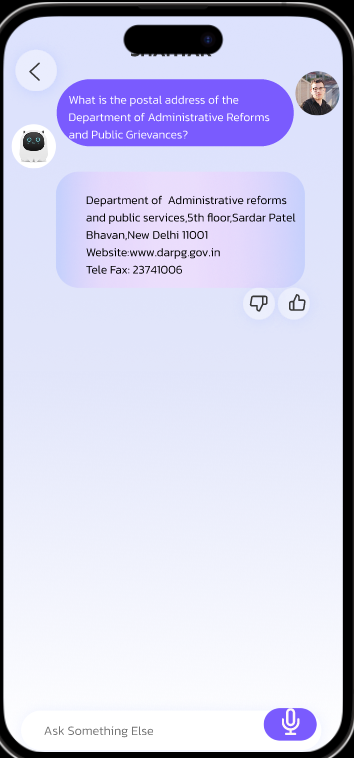 What is the postal address of the
Department of Administrative Reforms
and Public Grievances?
Department of Administrative reforms
and public services,5th floor,Sardar Patel
Bhavan,New Delhi 11001
Website:www.darpg.gov.in
Tele Fax: 23741006
Ask Something Else